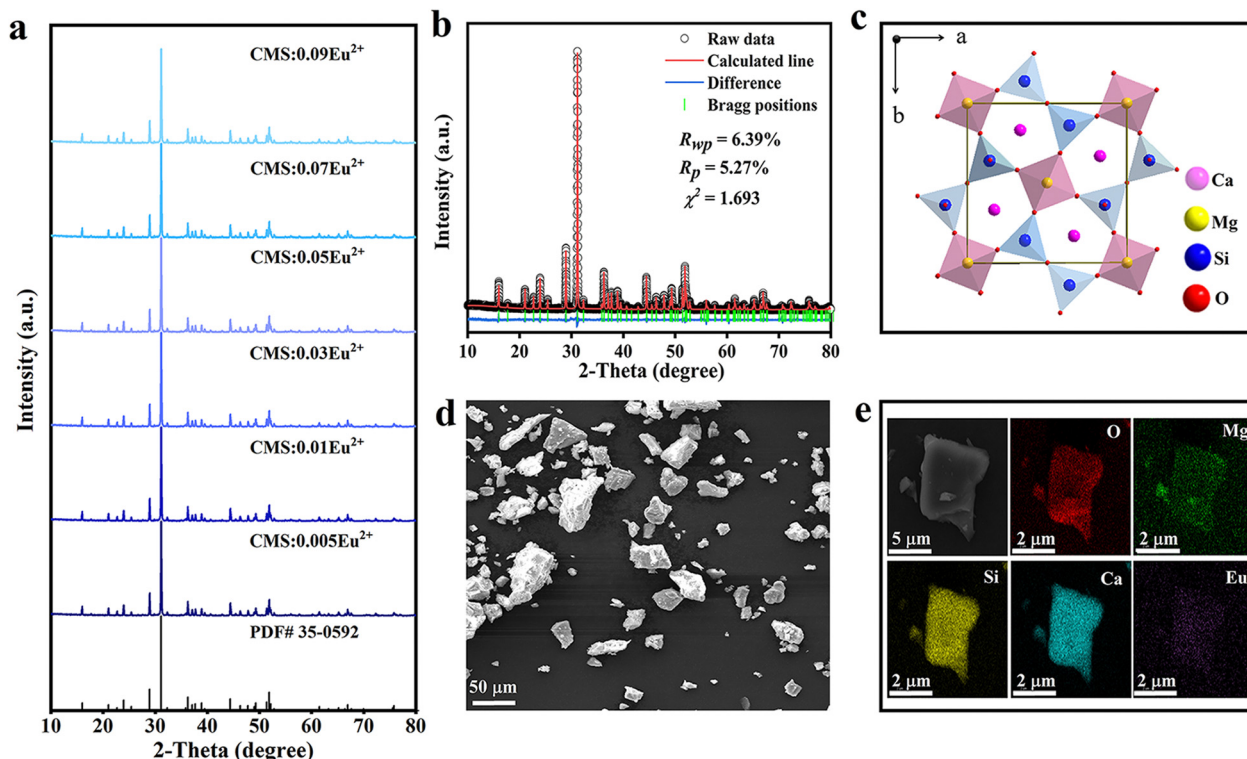 a
CMS:0.09Eu²⁺
CMS:0.07Eu²⁺
CMS:0.05Eu²⁺
CMS:0.03Eu²⁺
CMS:0.01Eu²⁺
CMS:0.005Eu²⁺
PDF# 35-0592
Intensity (a.u.)
10 20 30 40 50 60 70 80
2-Theta (degree)
b
Raw data
Calculated line
Difference
Bragg positions
Rwp = 6.39%
Rp = 5.27%
χ² = 1.693
Intensity (a.u.)
10 20 30 40 50 60 70 80
2-Theta (degree)
c
a
b
Ca
Mg
Si
O
d
50 μm
e
O
Mg
5 μm
2 μm
2 μm
Si
Ca
Eu
2 μm
2 μm
2 μm